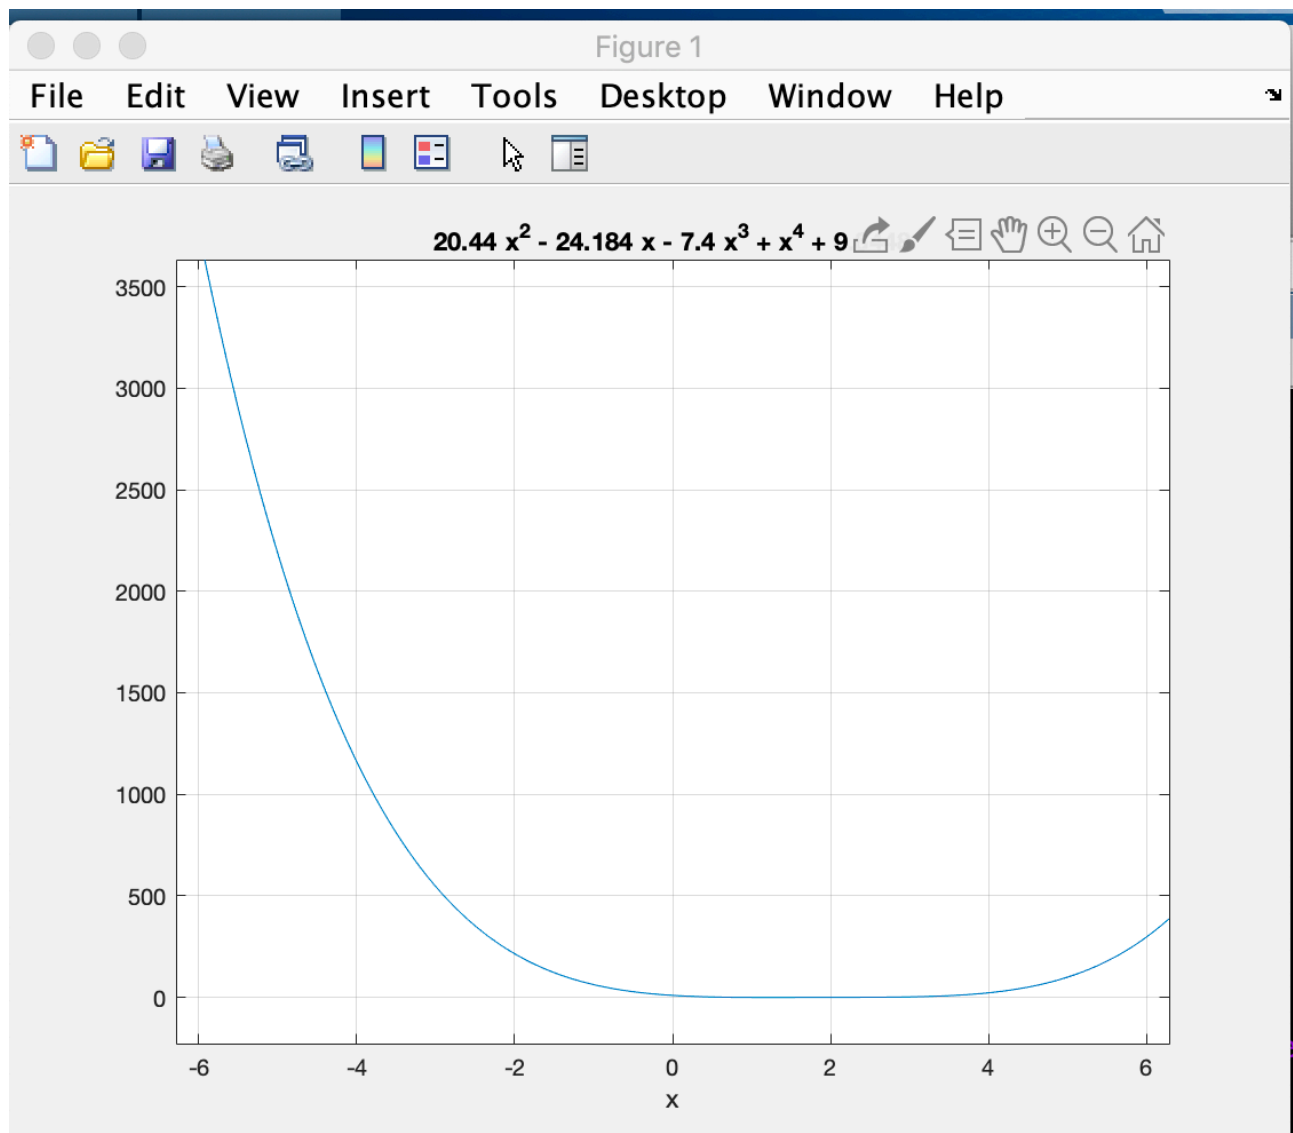 Figure 1
File Edit View Insert Tools Desktop Window Help
20.44 x² - 24.184 x - 7.4 x³ + x⁴ + 9
3500
3000
2500
2000
1500
1000
500
0
-6 -4 -2 0 2 4 6
x